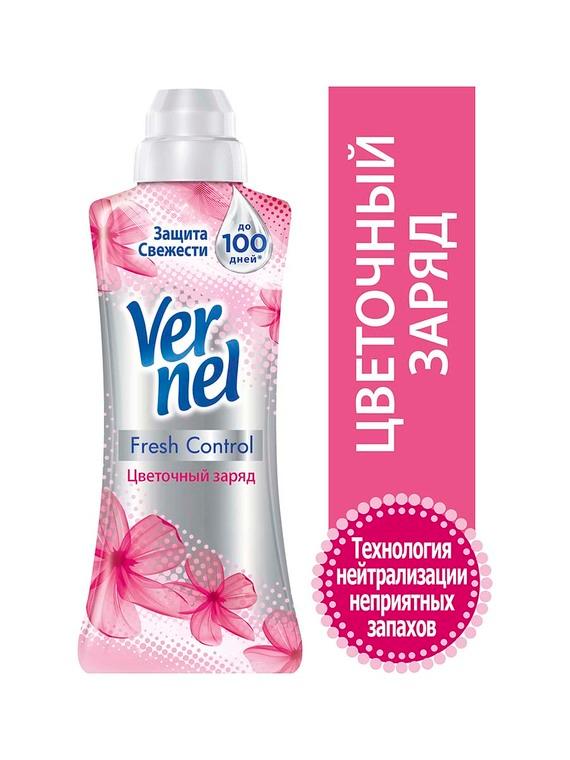 Защита
Свежести
до
100
дней*
Ver
nel
Fresh Control
Цветочный заряд
ЦВЕТОЧНЫЙ
ЗАРЯД
Технология
нейтрализации
неприятных
запахов